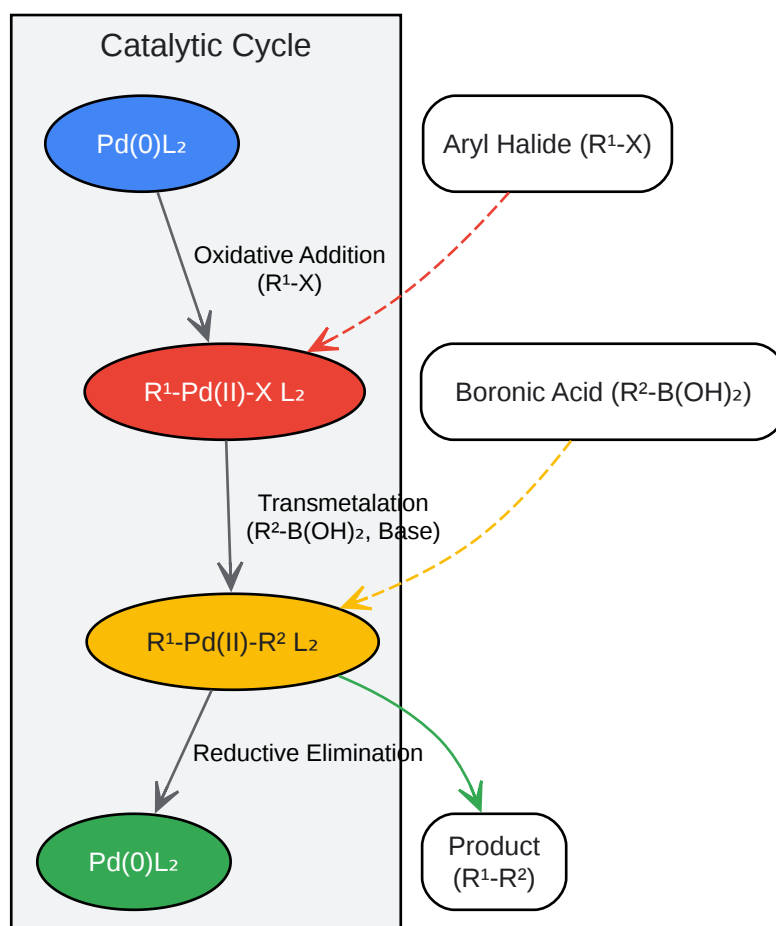 Catalytic Cycle
Pd(0)L₂
Aryl Halide (R¹-X)
Oxidative Addition
(R¹-X)
R¹-Pd(II)-X L₂
Boronic Acid (R²-B(OH)₂)
Transmetalation
(R²-B(OH)₂, Base)
R¹-Pd(II)-R² L₂
Reductive Elimination
Pd(0)L₂
Product
(R¹-R²)